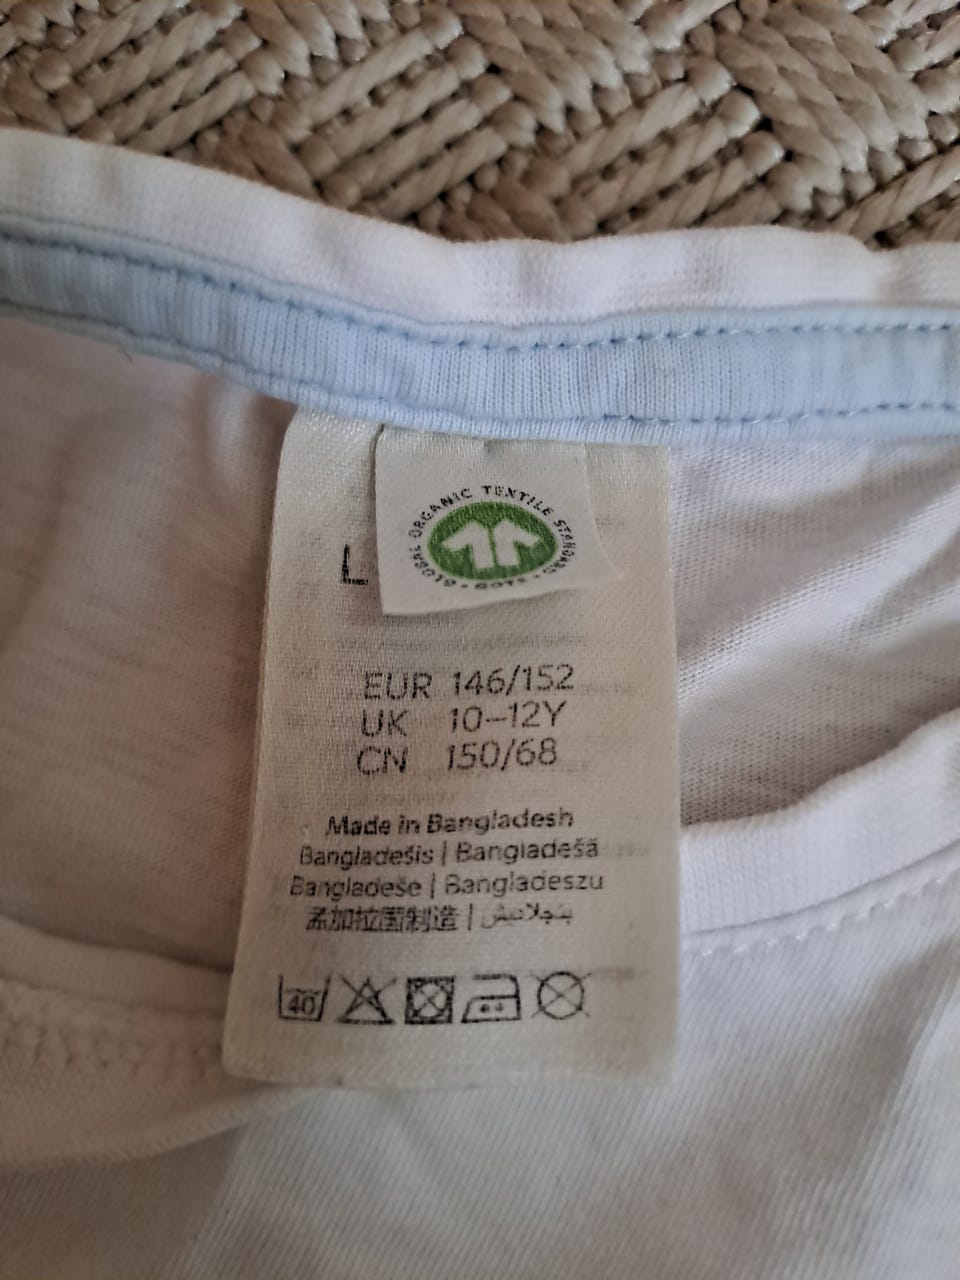 GLOBAL ORGANIC TEXTILE STANDARD • GOTS •
L
EUR 146/152
UK 10–12Y
CN 150/68
Made in Bangladesh
Bangladešis | Bangladešā
Bangladeše | Bangladeszu
孟加拉国制造 | بنجلاديش
40